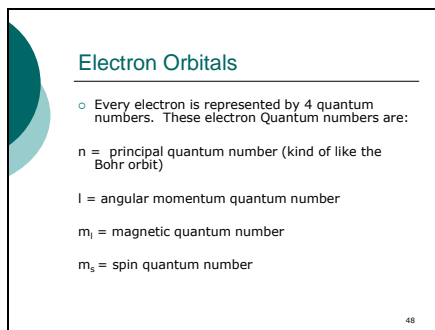 Electron Orbitals
Every electron is represented by 4 quantum
numbers. These electron Quantum numbers are:
n = principal quantum number (kind of like the
Bohr orbit)
l = angular momentum quantum number
mₗ = magnetic quantum number
mₛ = spin quantum number
48